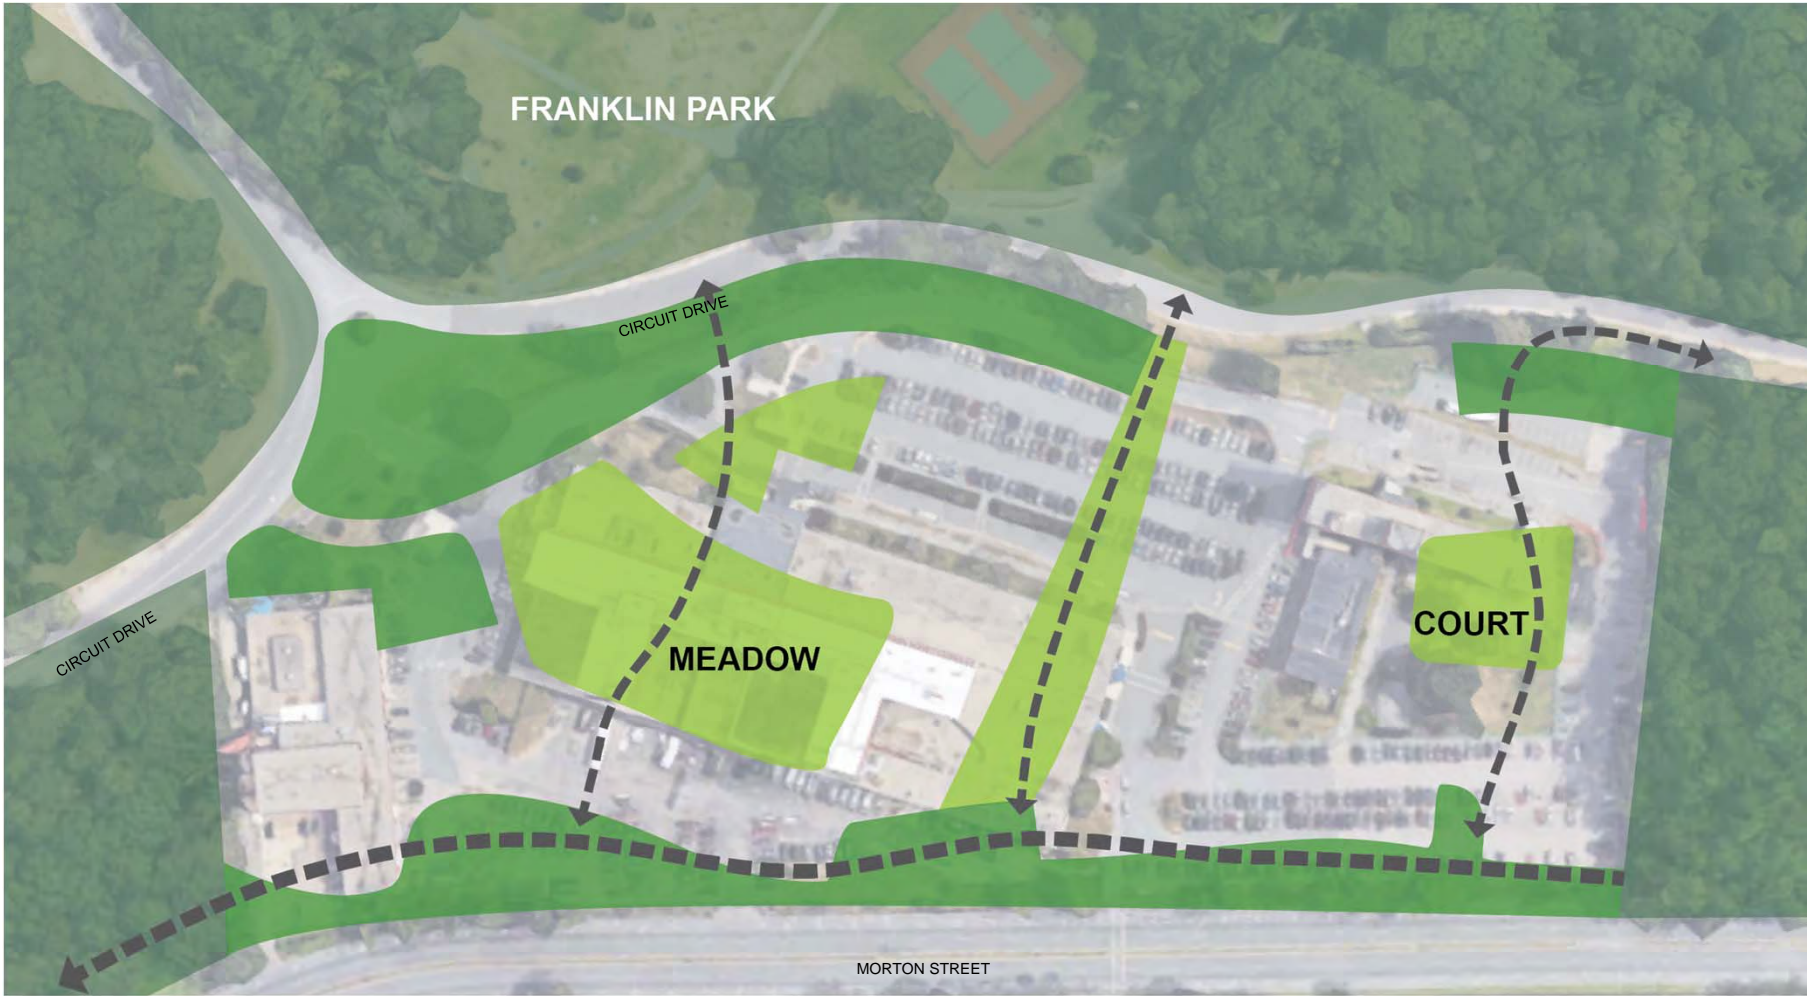 FRANKLIN PARK
CIRCUIT DRIVE
CIRCUIT DRIVE
MEADOW
COURT
MORTON STREET